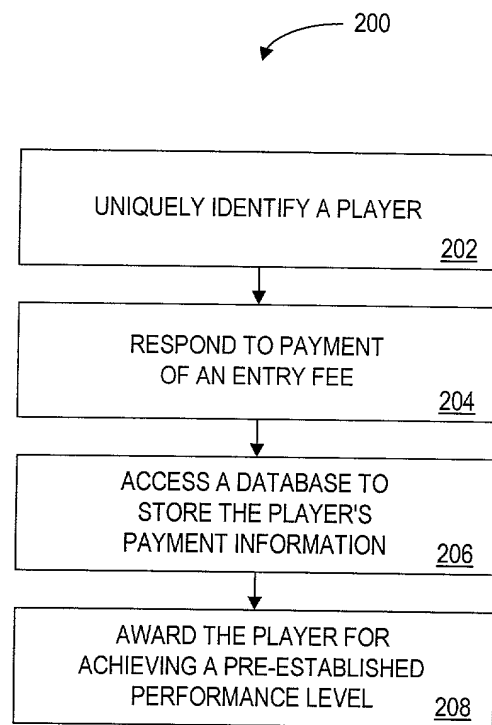 200
UNIQUELY IDENTIFY A PLAYER
202
RESPOND TO PAYMENT
OF AN ENTRY FEE
204
ACCESS A DATABASE TO
STORE THE PLAYER'S
PAYMENT INFORMATION
206
AWARD THE PLAYER FOR
ACHIEVING A PRE-ESTABLISHED
PERFORMANCE LEVEL
208